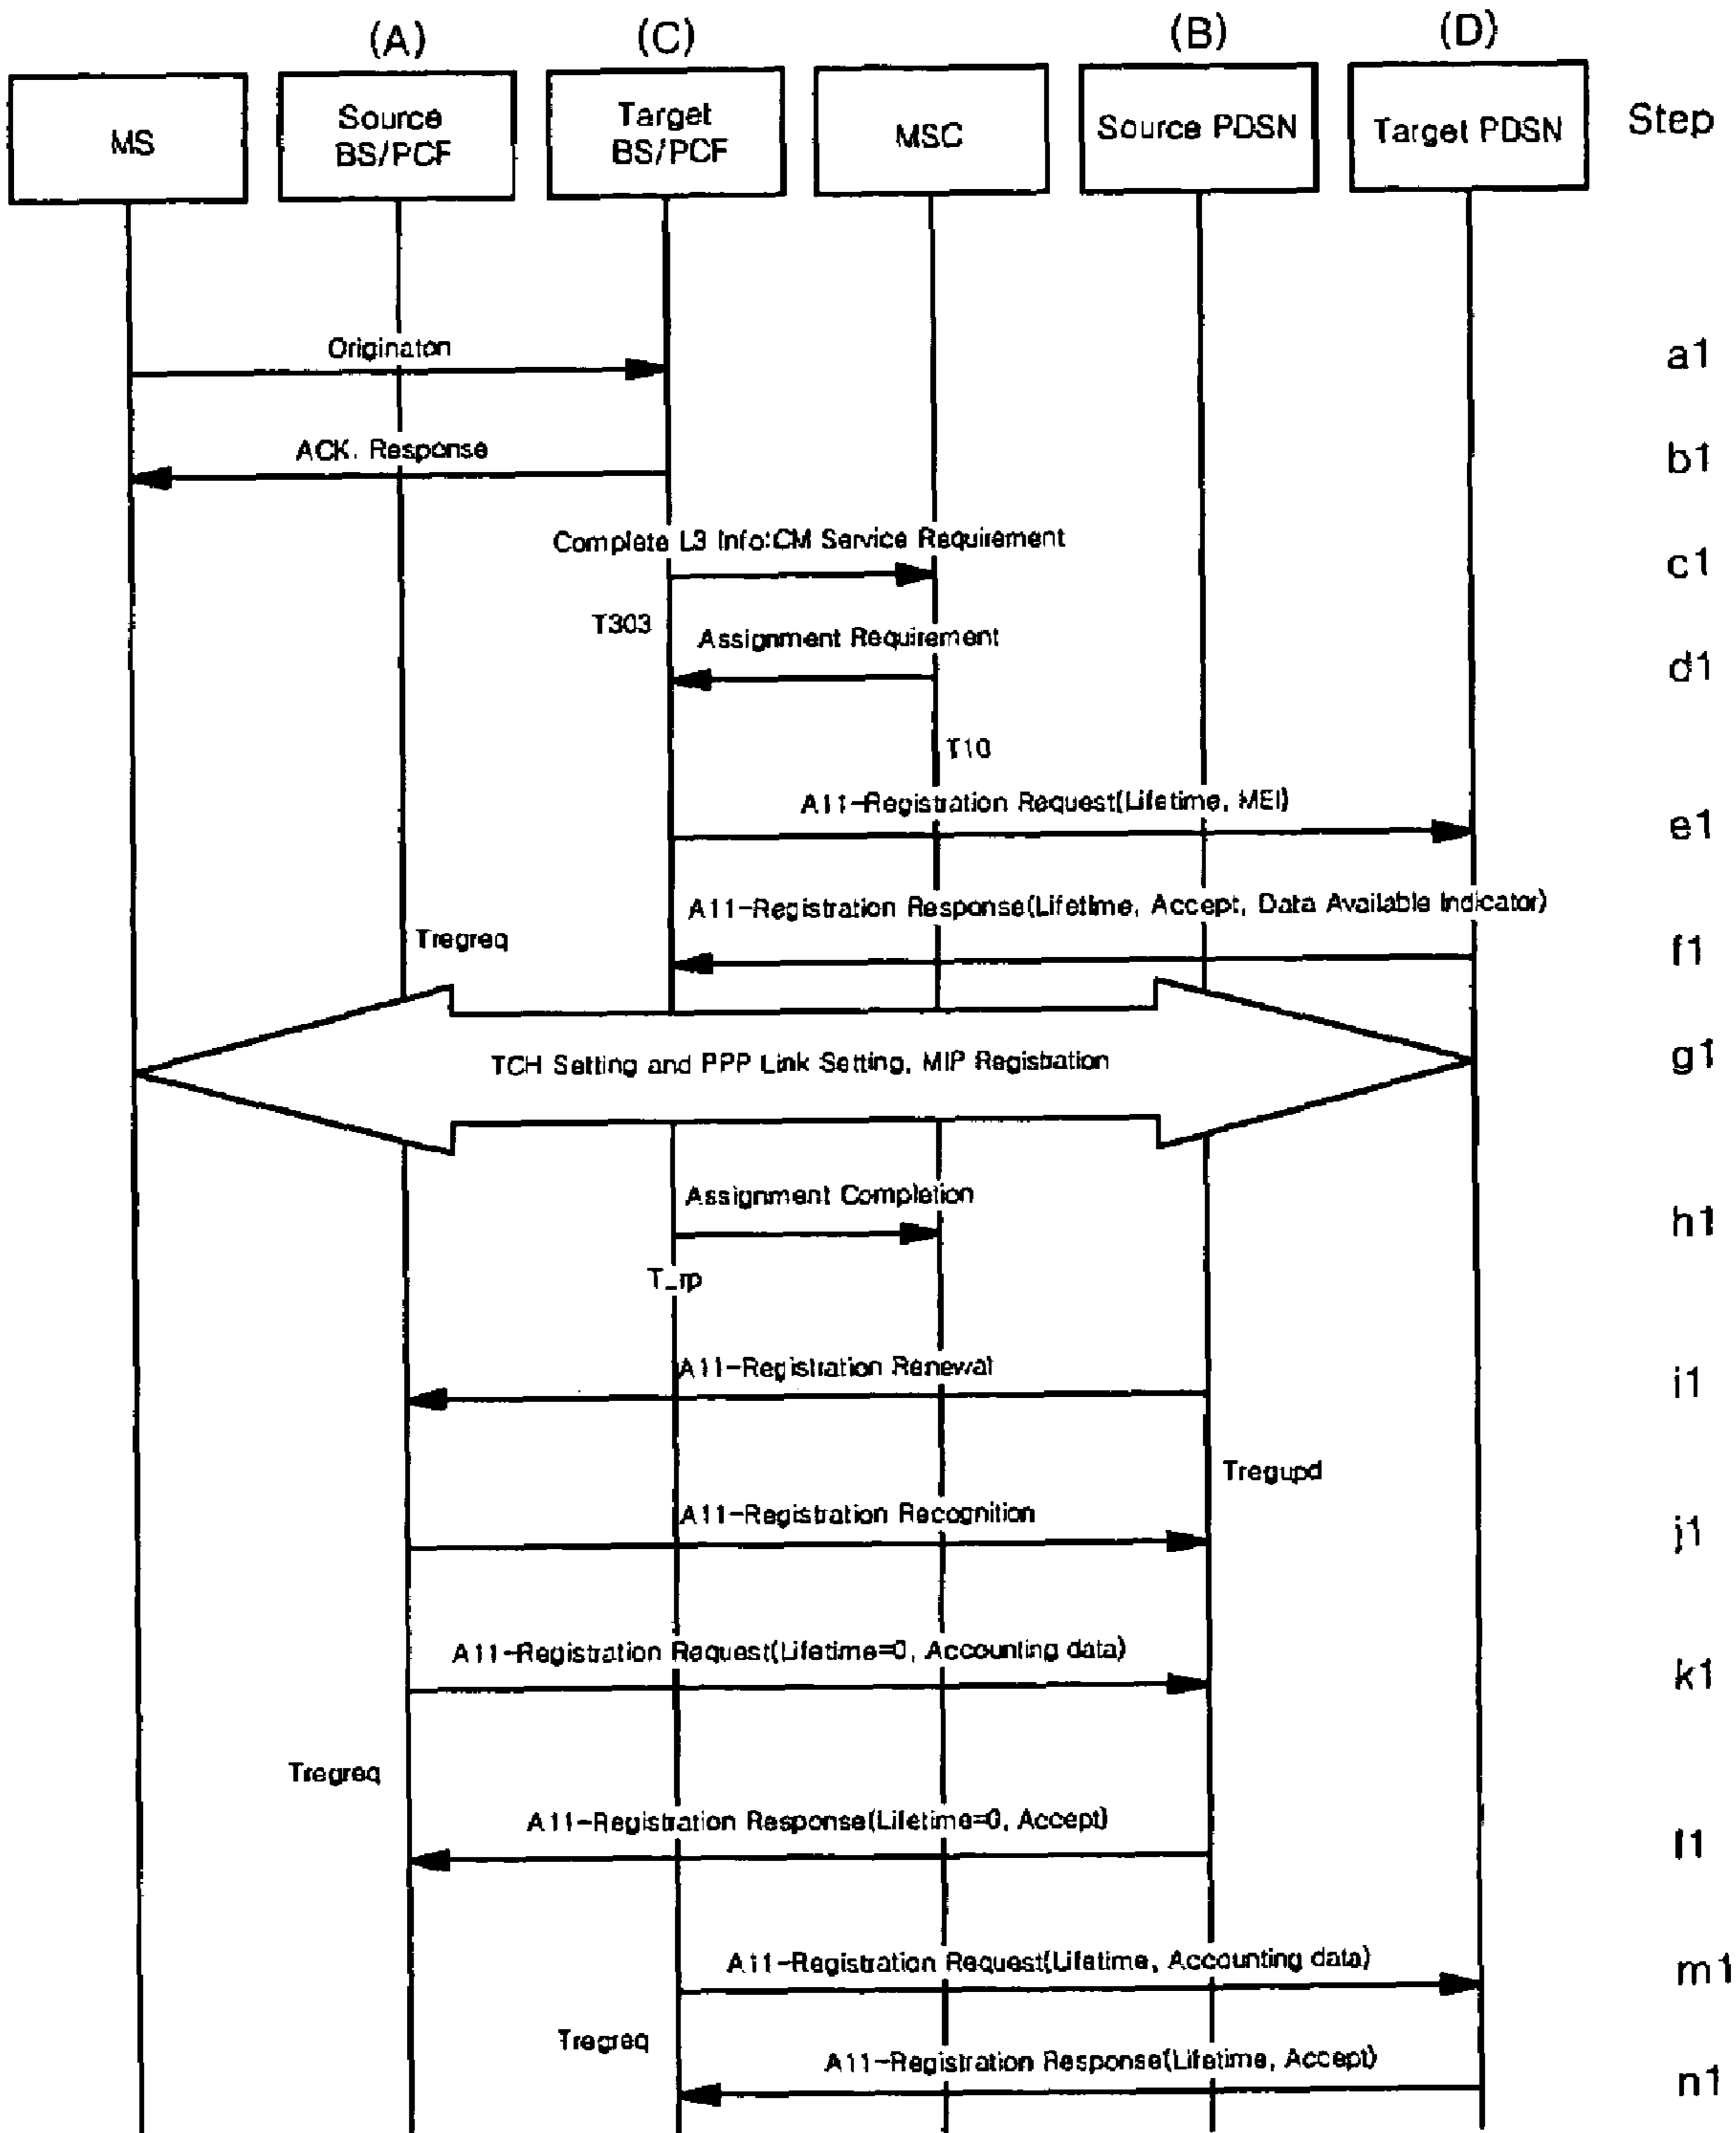 (A)
(C)
(B)
(D)
MS
Source
BS/PCF
Target
BS/PCF
MSC
Source PDSN
Target PDSN
Step
Originaton
a1
ACK. Response
b1
Complete L3 Info:CM Service Requirement
c1
T303
Assignment Requirement
d1
T10
A11-Registration Request(Lifetime, MEI)
e1
A11-Registration Response(Lifetime, Accept, Data Available Indicator)
Tregreq
f1
TCH Setting and PPP Link Setting, MIP Registration
g1
Assignment Completion
h1
T_rp
A11-Registration Renewal
i1
Tregupd
A11-Registration Recognition
j1
A11-Registration Request(Lifetime=0, Accounting data)
k1
Tregreq
A11-Registration Response(Lifetime=0, Accept)
l1
A11-Registration Request(Lifetime, Accounting data)
m1
Tregreq
A11-Registration Response(Lifetime, Accept)
n1